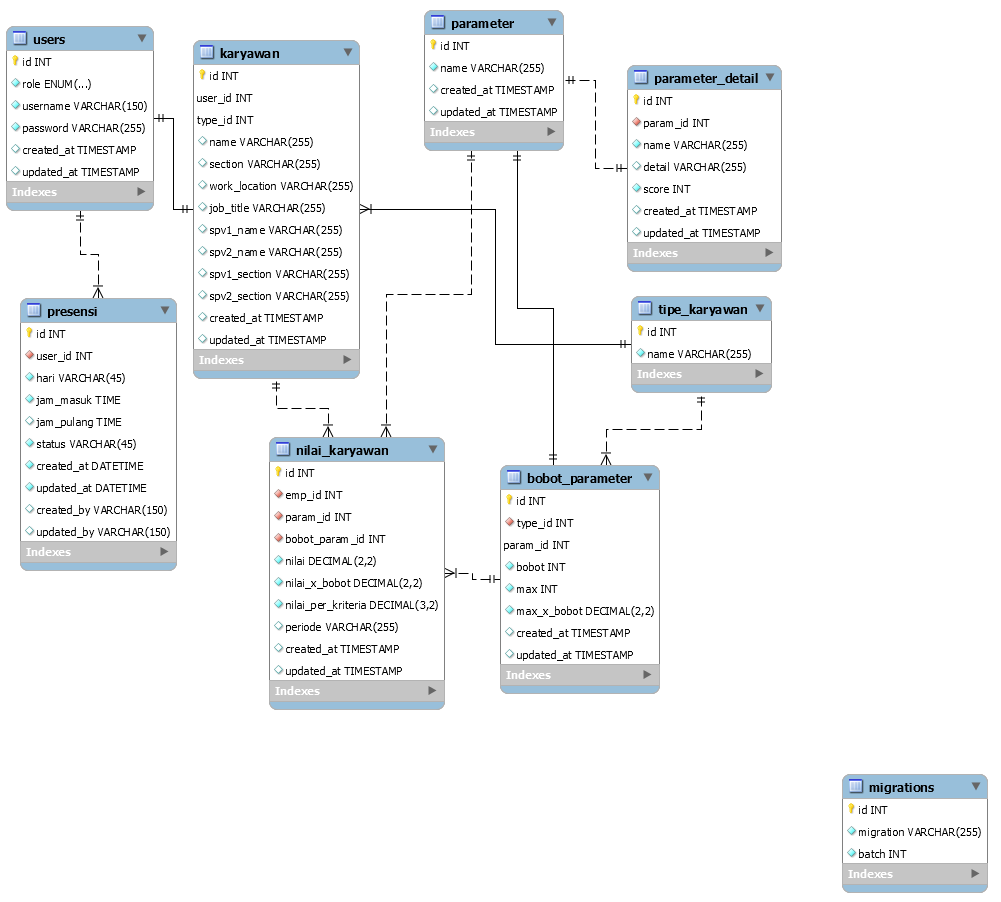 users
id INT
role ENUM(...)
username VARCHAR(150)
password VARCHAR(255)
created_at TIMESTAMP
updated_at TIMESTAMP
Indexes
karyawan
id INT
user_id INT
type_id INT
name VARCHAR(255)
section VARCHAR(255)
work_location VARCHAR(255)
job_title VARCHAR(255)
spv1_name VARCHAR(255)
spv2_name VARCHAR(255)
spv1_section VARCHAR(255)
spv2_section VARCHAR(255)
created_at TIMESTAMP
updated_at TIMESTAMP
Indexes
parameter
id INT
name VARCHAR(255)
created_at TIMESTAMP
updated_at TIMESTAMP
Indexes
parameter_detail
id INT
param_id INT
name VARCHAR(255)
detail VARCHAR(255)
score INT
created_at TIMESTAMP
updated_at TIMESTAMP
Indexes
presensi
id INT
user_id INT
hari VARCHAR(45)
jam_masuk TIME
jam_pulang TIME
status VARCHAR(45)
created_at DATETIME
updated_at DATETIME
created_by VARCHAR(150)
updated_by VARCHAR(150)
Indexes
tipe_karyawan
id INT
name VARCHAR(255)
Indexes
nilai_karyawan
id INT
emp_id INT
param_id INT
bobot_param_id INT
nilai DECIMAL(2,2)
nilai_x_bobot DECIMAL(2,2)
nilai_per_kriteria DECIMAL(3,2)
periode VARCHAR(255)
created_at TIMESTAMP
updated_at TIMESTAMP
Indexes
bobot_parameter
id INT
type_id INT
param_id INT
bobot INT
max INT
max_x_bobot DECIMAL(2,2)
created_at TIMESTAMP
updated_at TIMESTAMP
Indexes
migrations
id INT
migration VARCHAR(255)
batch INT
Indexes